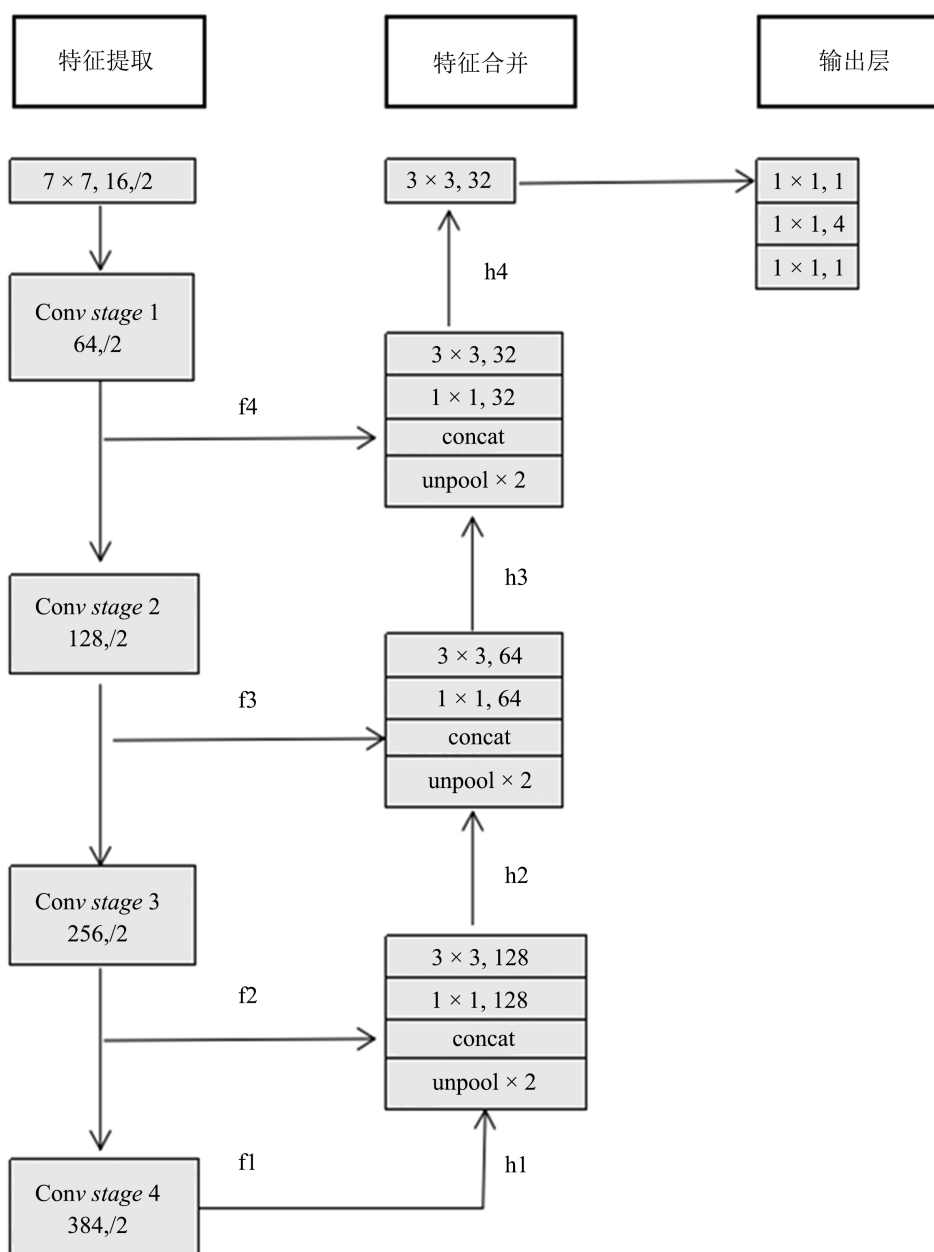 特征提取
特征合并
输出层
7 × 7, 16,/2
3 × 3, 32
1 × 1, 1
1 × 1, 4
1 × 1, 1
h4
Conv stage 1
64,/2
3 × 3, 32
1 × 1, 32
concat
unpool × 2
f4
h3
Conv stage 2
128,/2
3 × 3, 64
1 × 1, 64
concat
unpool × 2
f3
h2
Conv stage 3
256,/2
3 × 3, 128
1 × 1, 128
concat
unpool × 2
f2
f1
h1
Conv stage 4
384,/2